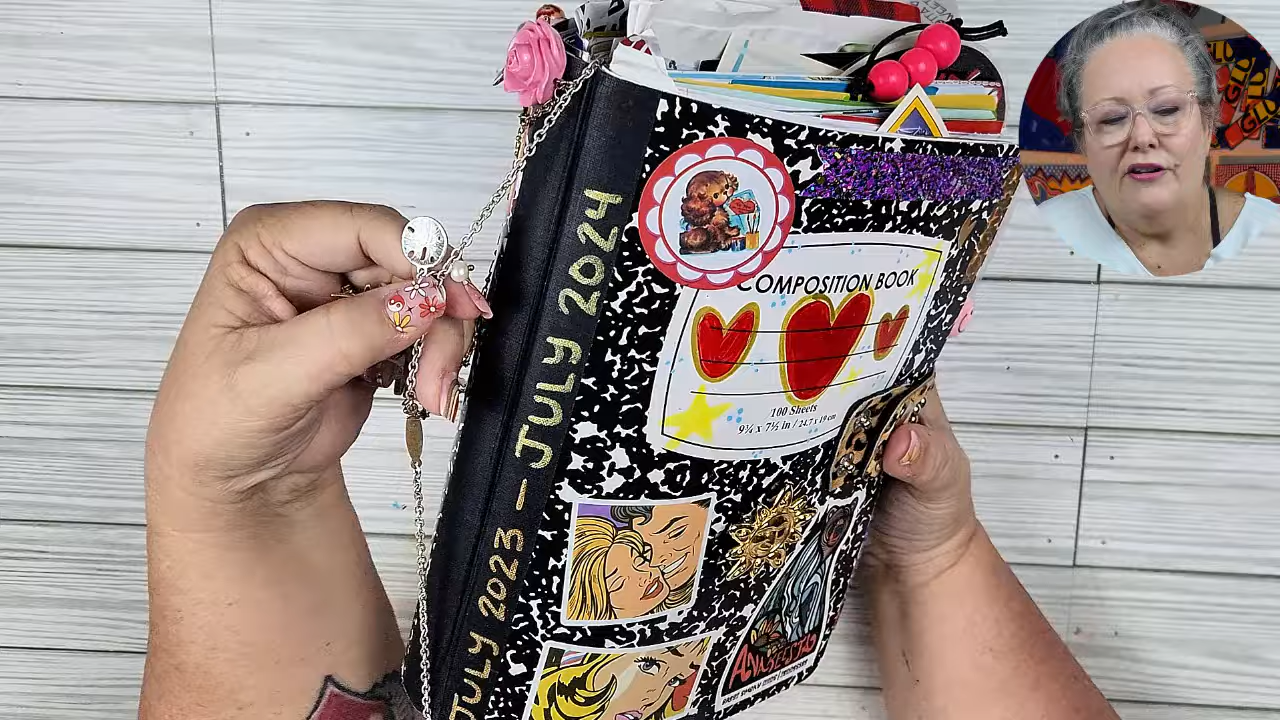 JULY 2023 - JULY 2024
COMPOSITION BOOK
100 Sheets
9¾ x 7½ in / 24.7 x 19 cm